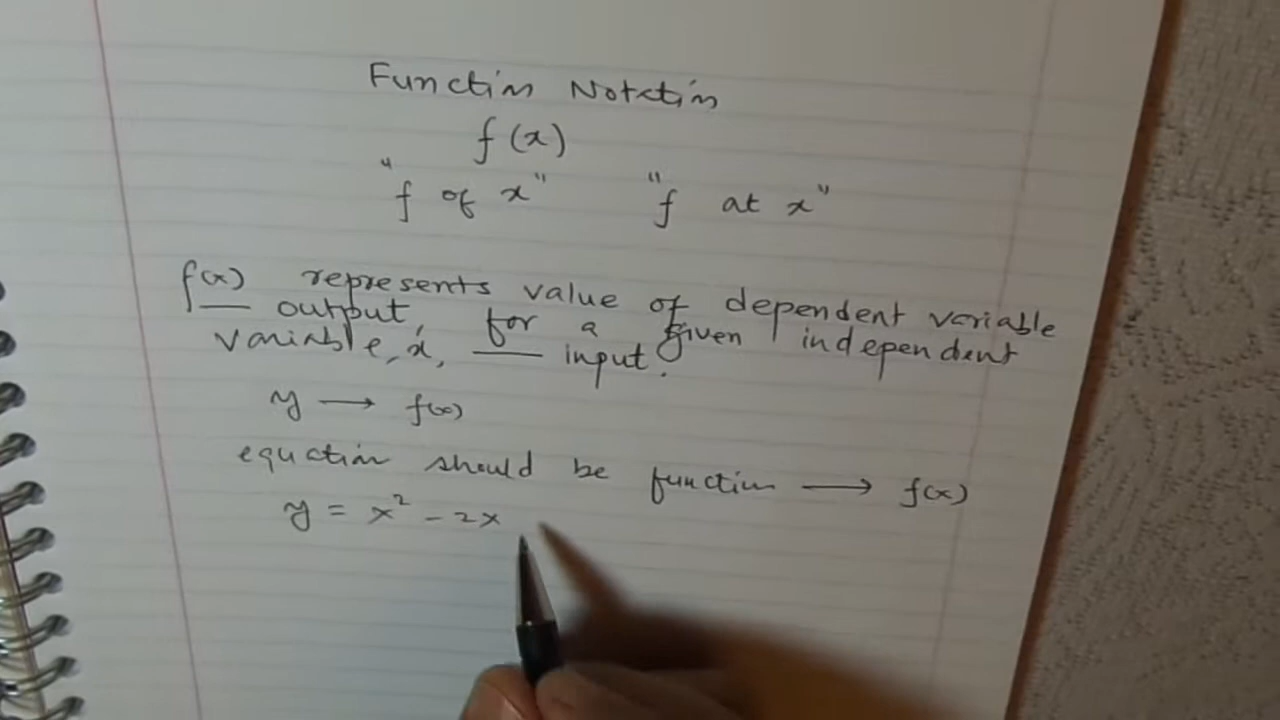 Function Notation
f(x)
"f of x" "f at x"
f(x) represents value of dependent variable
— output, for a given independent
variable, x, — input.
y → f(x)
equation should be function → f(x)
y = x² - 2x